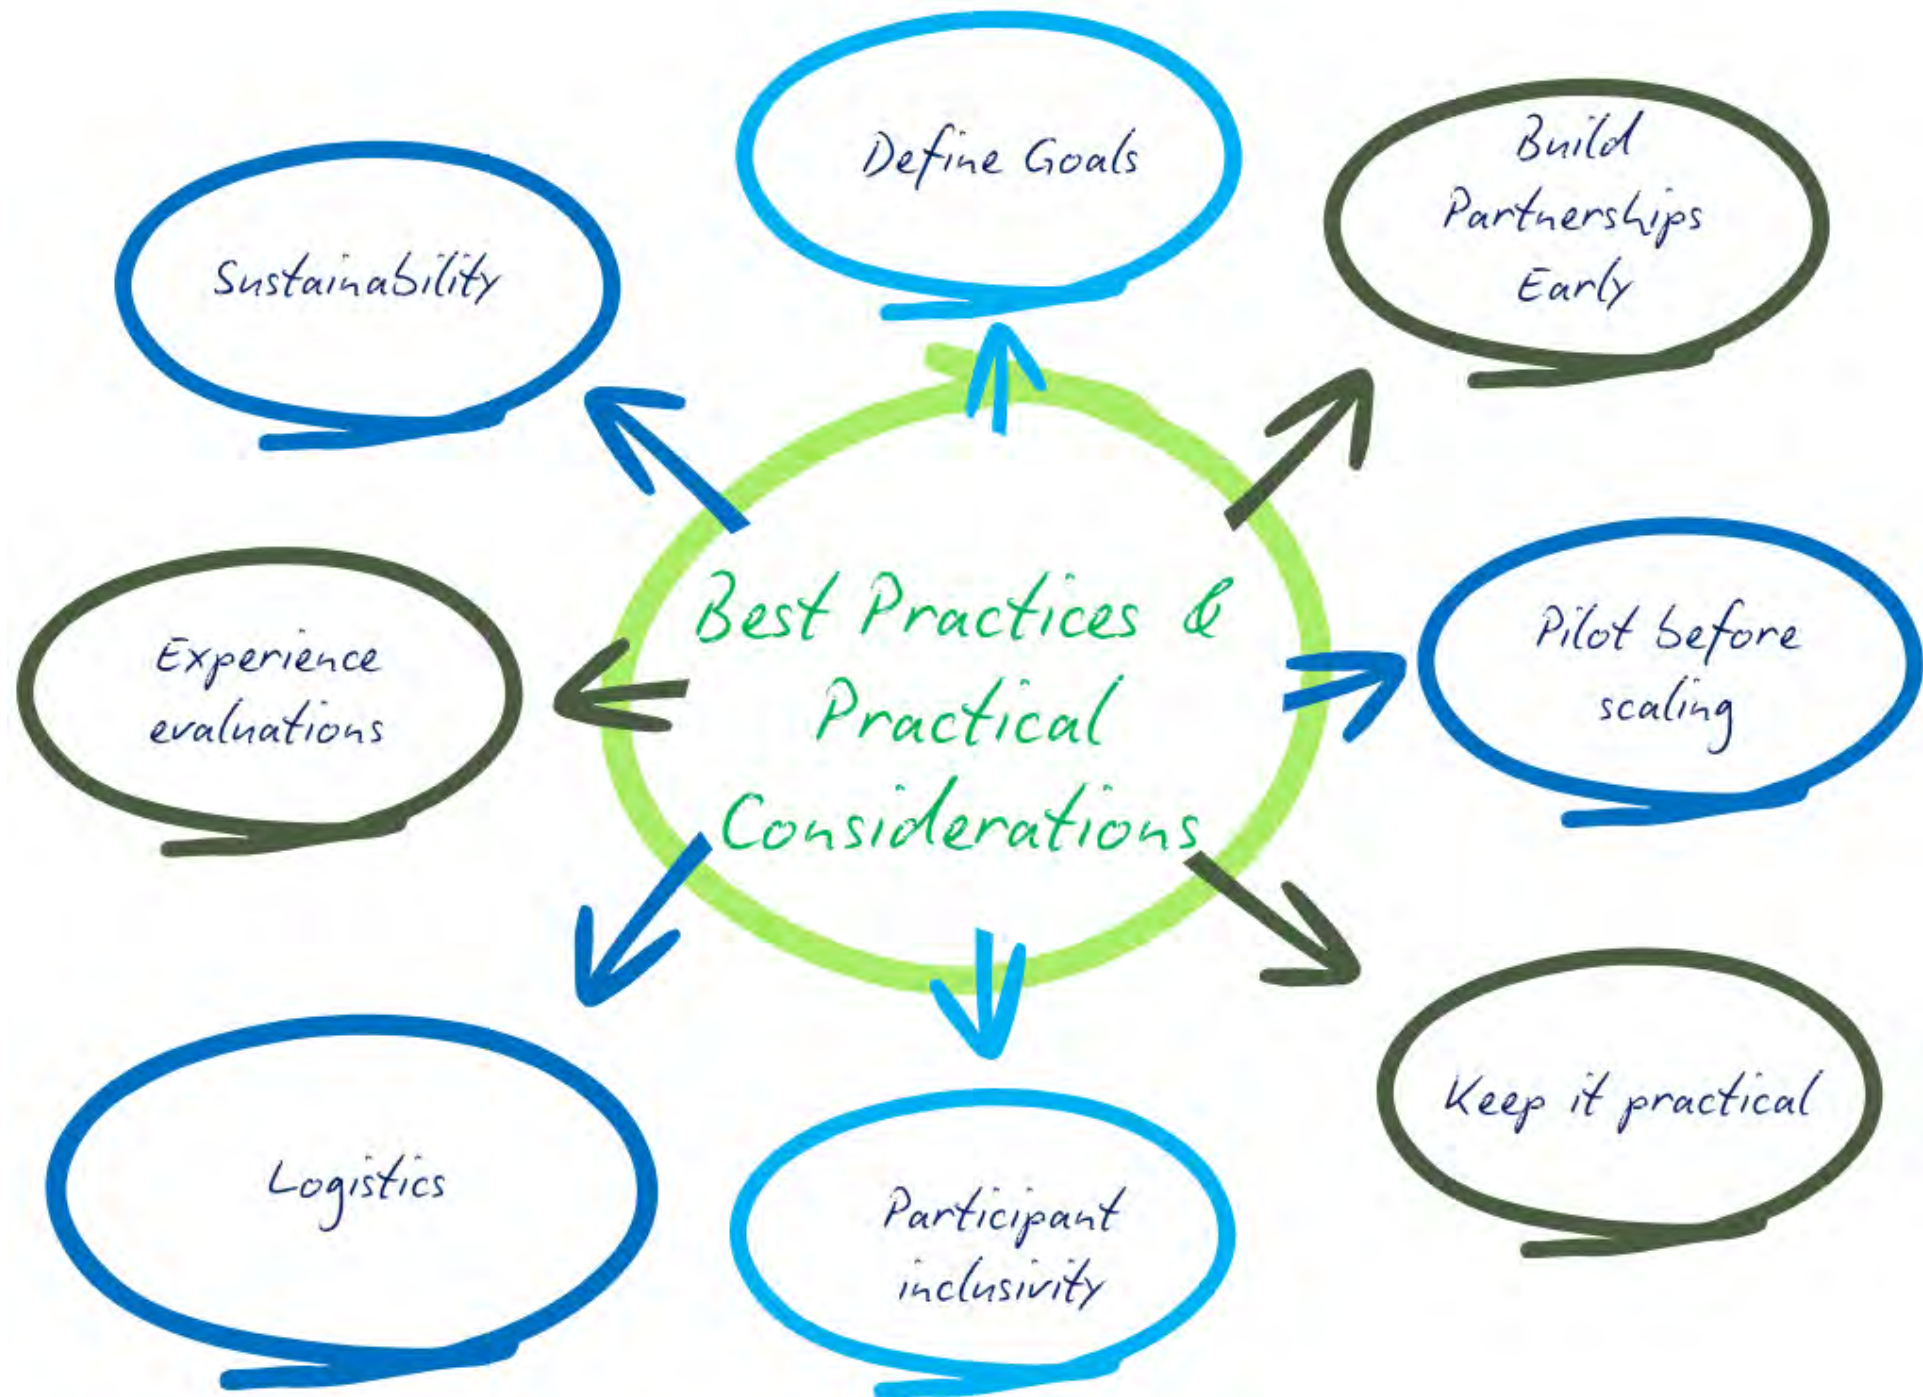 Define Goals
Build
Partnerships
Early
Sustainability
Best Practices &
Practical
Considerations
Pilot before
scaling
Experience
evaluations
Keep it practical
Logistics
Participant
inclusivity